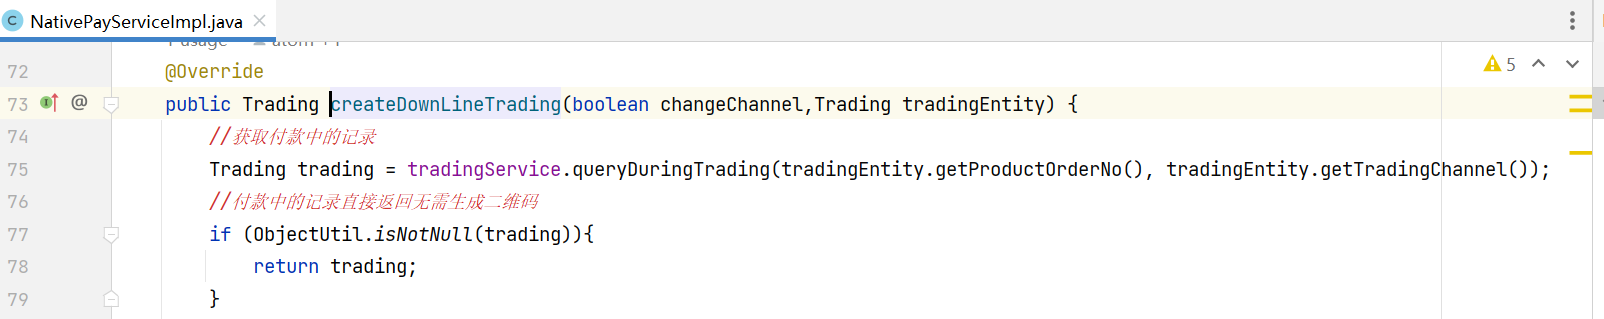 NativePayServiceImpl.java
5
72 @Override
73 @ public Trading createDownLineTrading(boolean changeChannel,Trading tradingEntity) {
74 //获取付款中的记录
75 Trading trading = tradingService.queryDuringTrading(tradingEntity.getProductOrderNo(), tradingEntity.getTradingChannel());
76 //付款中的记录直接返回无需生成二维码
77 if (ObjectUtil.isNotNull(trading)){
78 return trading;
79 }